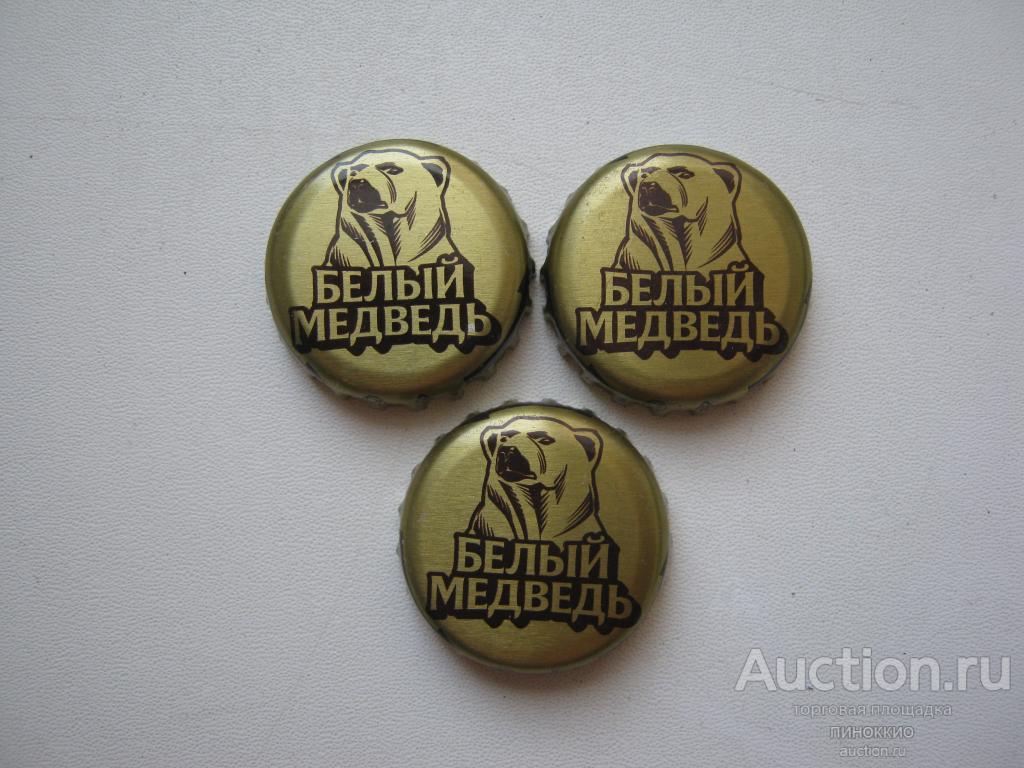 БЕЛЫЙ
МЕДВЕДЬ
БЕЛЫЙ
МЕДВЕДЬ
БЕЛЫЙ
МЕДВЕДЬ
Auction.ru
торговая площадка
ПИНОККИО
auction.ru